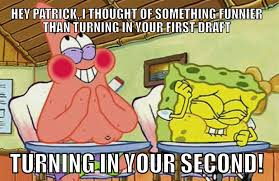 HEY PATRICK, I THOUGHT OF SOMETHING FUNNIER
THAN TURNING IN YOUR FIRST DRAFT
TURNING IN YOUR SECOND!